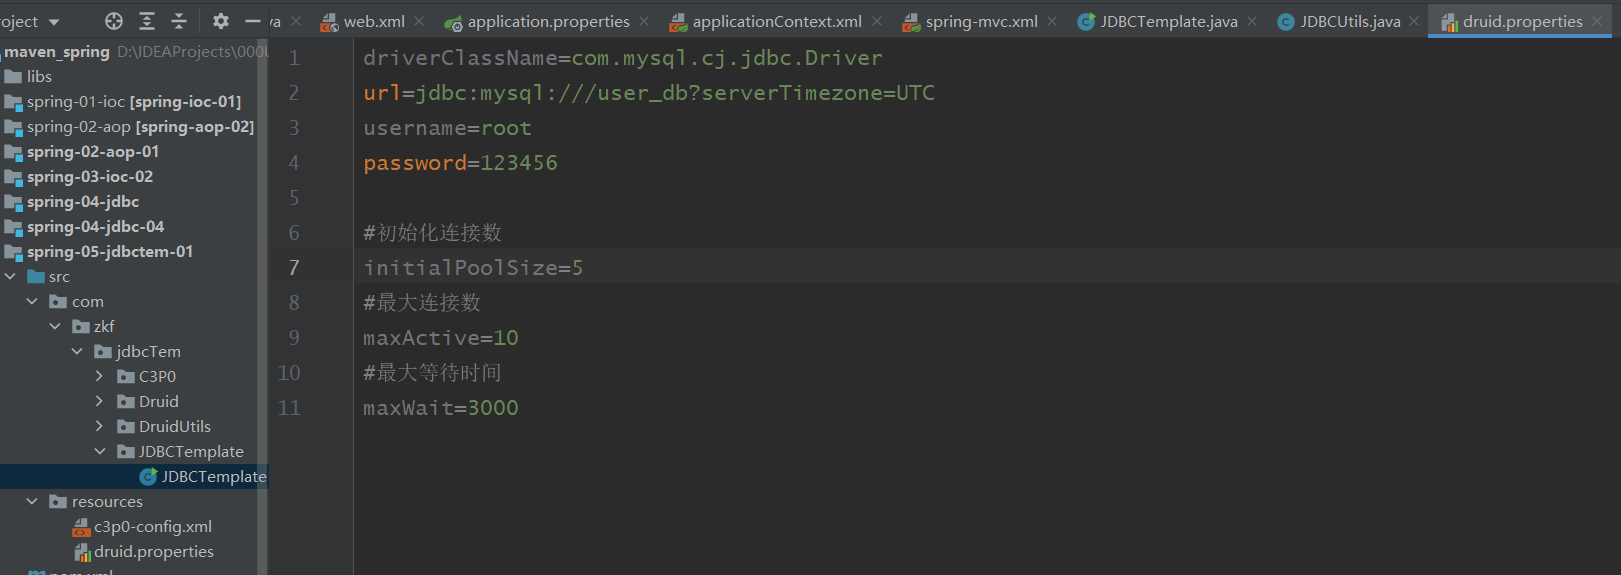 roject
va
web.xml
application.properties
applicationContext.xml
spring-mvc.xml
JDBCTemplate.java
JDBCUtils.java
druid.properties
maven_spring D:\IDEAProjects\000U
libs
spring-01-ioc [spring-ioc-01]
spring-02-aop [spring-aop-02]
spring-02-aop-01
spring-03-ioc-02
spring-04-jdbc
spring-04-jdbc-04
spring-05-jdbctem-01
src
com
zkf
jdbcTem
C3P0
Druid
DruidUtils
JDBCTemplate
JDBCTemplate
resources
c3p0-config.xml
druid.properties
pom.xml
1 driverClassName=com.mysql.cj.jdbc.Driver
2 url=jdbc:mysql:///user_db?serverTimezone=UTC
3 username=root
4 password=123456
5
6 #初始化连接数
7 initialPoolSize=5
8 #最大连接数
9 maxActive=10
10 #最大等待时间
11 maxWait=3000